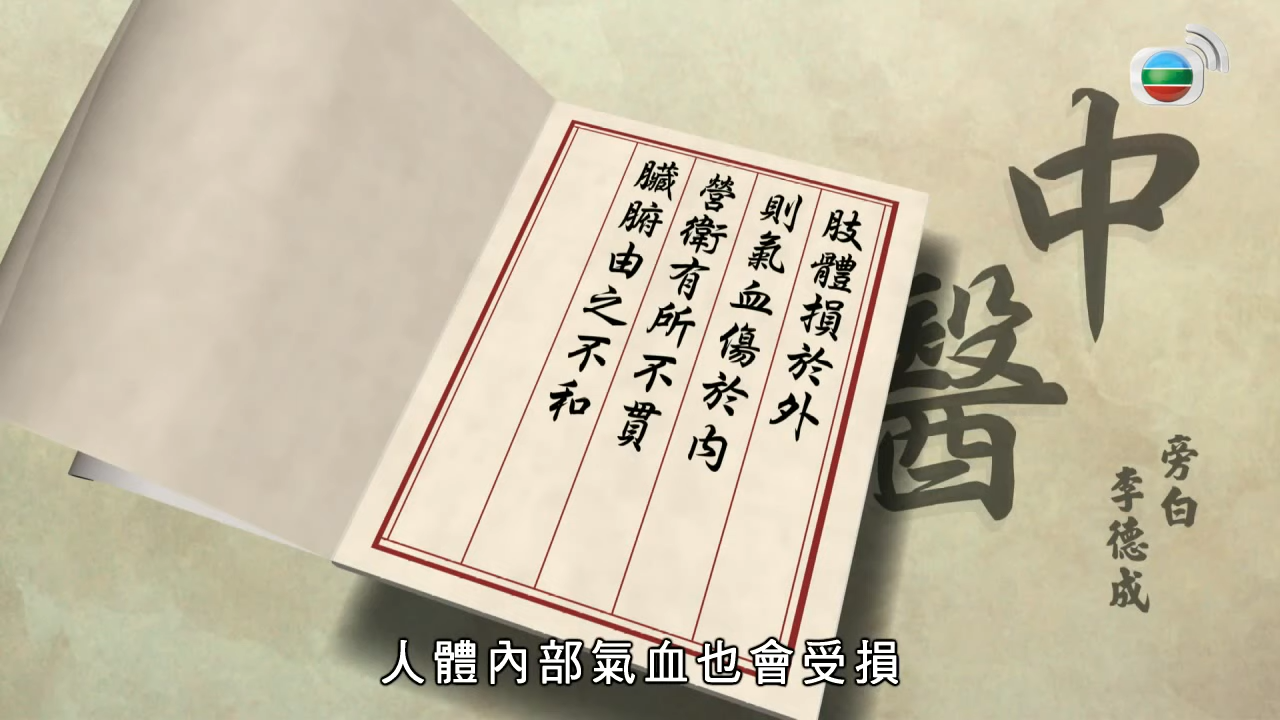 中醫
旁白
李德成
肢體損於外
則氣血傷於內
營衛有所不貫
臟腑由之不和
人體內部氣血也會受損